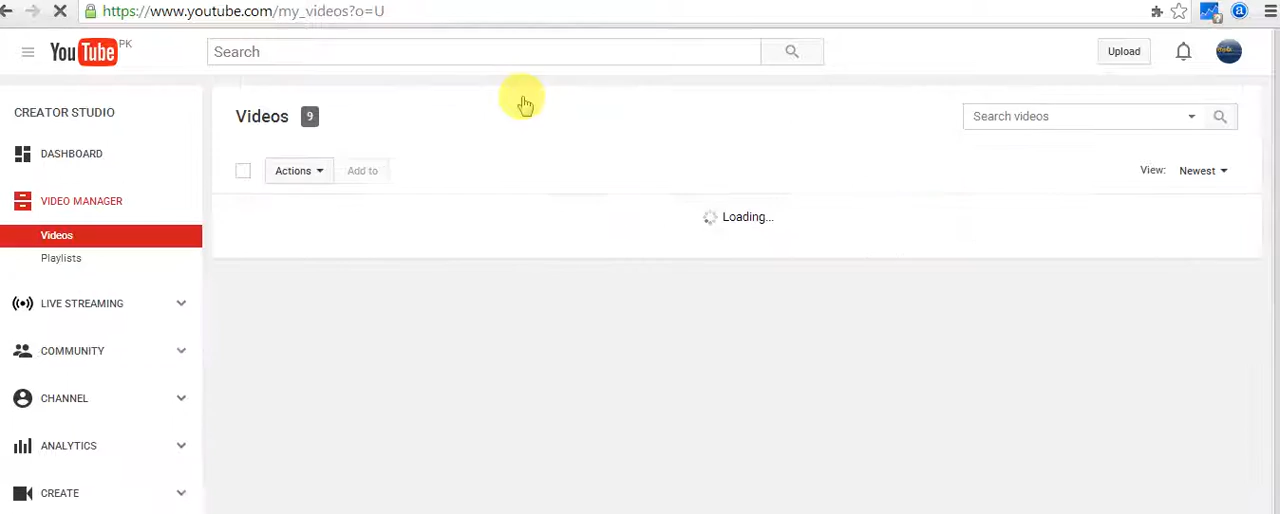 https://www.youtube.com/my_videos?o=U
YouTube PK
Search
Upload
CREATOR STUDIO
DASHBOARD
VIDEO MANAGER
Videos
Playlists
LIVE STREAMING
COMMUNITY
CHANNEL
ANALYTICS
CREATE
Videos 9
Search videos
Actions Add to
View: Newest
Loading...